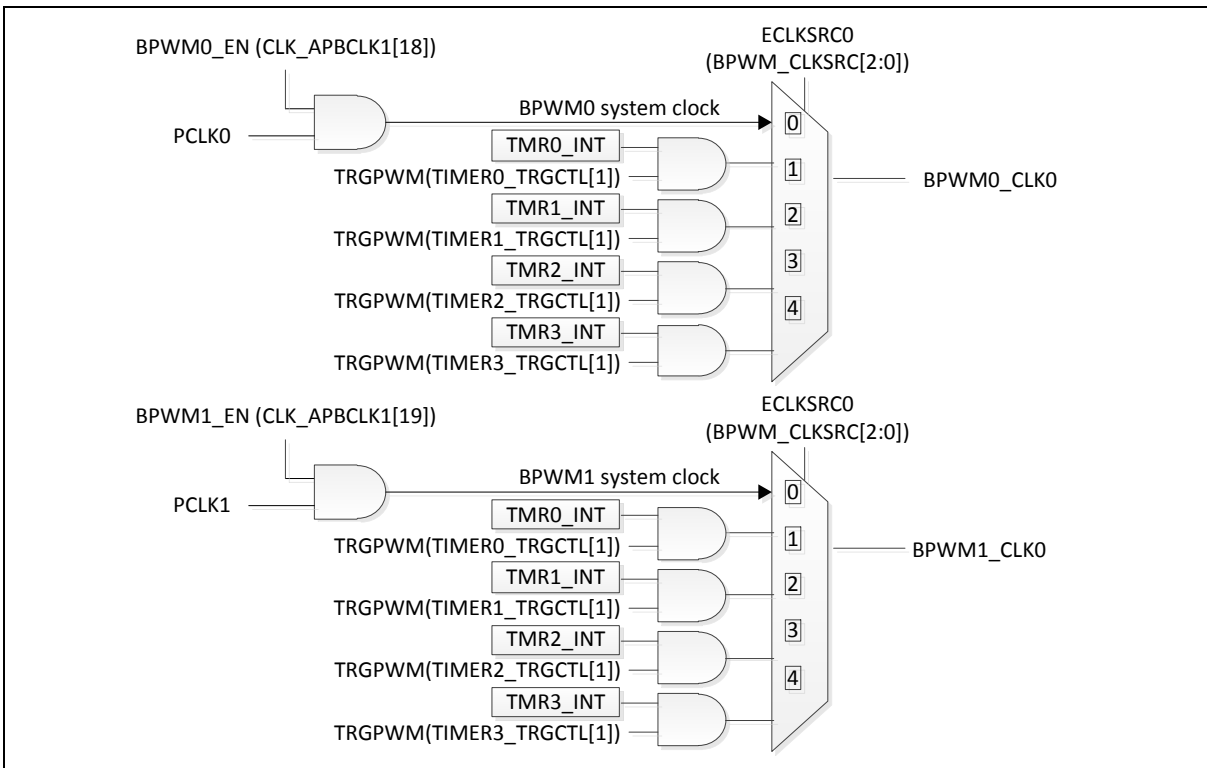 ECLKSRC0
(BPWM_CLKSRC[2:0])
BPWM0_EN (CLK_APBCLK1[18])
BPWM0 system clock
0
PCLK0
TMR0_INT
1
TRGPWM(TIMER0_TRGCTL[1])
BPWM0_CLK0
TMR1_INT
2
TRGPWM(TIMER1_TRGCTL[1])
TMR2_INT
3
TRGPWM(TIMER2_TRGCTL[1])
4
TMR3_INT
TRGPWM(TIMER3_TRGCTL[1])
ECLKSRC0
(BPWM_CLKSRC[2:0])
BPWM1_EN (CLK_APBCLK1[19])
BPWM1 system clock
0
PCLK1
TMR0_INT
1
TRGPWM(TIMER0_TRGCTL[1])
BPWM1_CLK0
TMR1_INT
2
TRGPWM(TIMER1_TRGCTL[1])
TMR2_INT
3
TRGPWM(TIMER2_TRGCTL[1])
4
TMR3_INT
TRGPWM(TIMER3_TRGCTL[1])